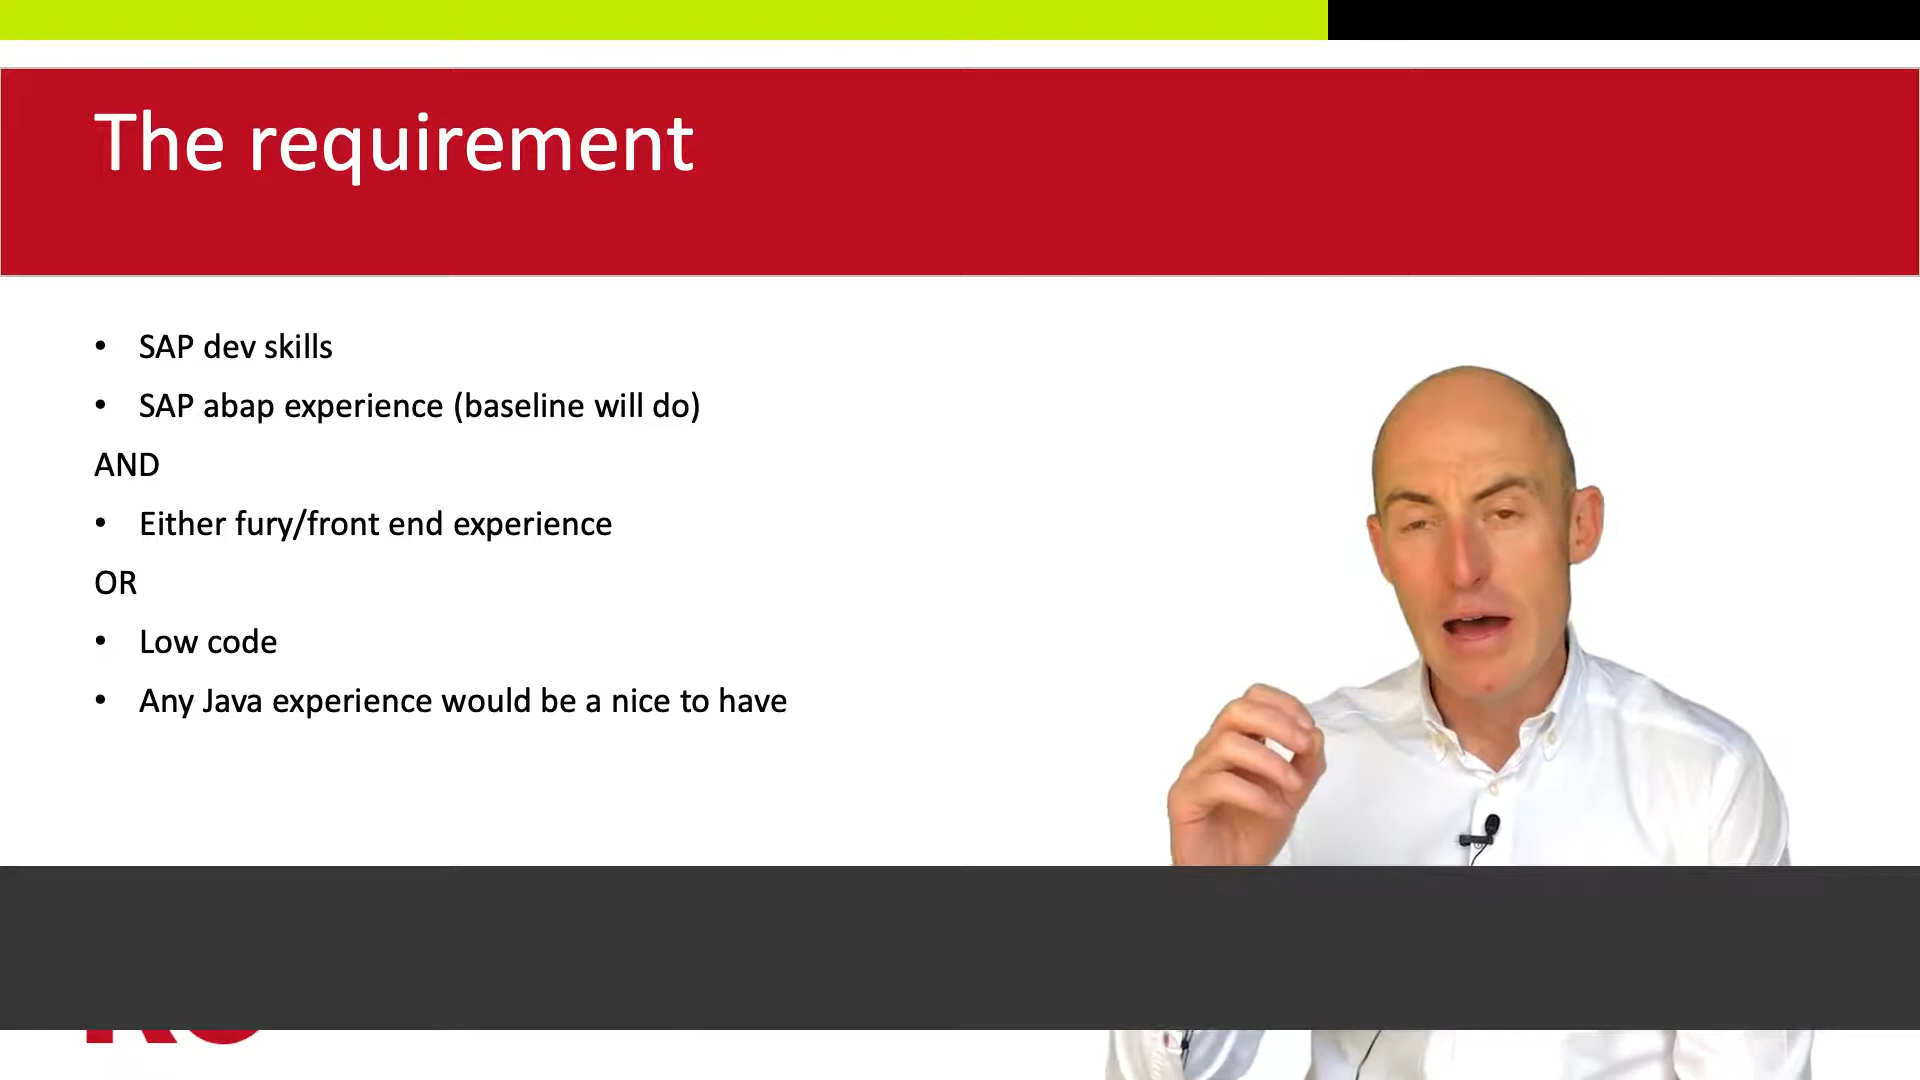 The requirement
• SAP dev skills
• SAP abap experience (baseline will do)
AND
• Either fury/front end experience
OR
• Low code
• Any Java experience would be a nice to have